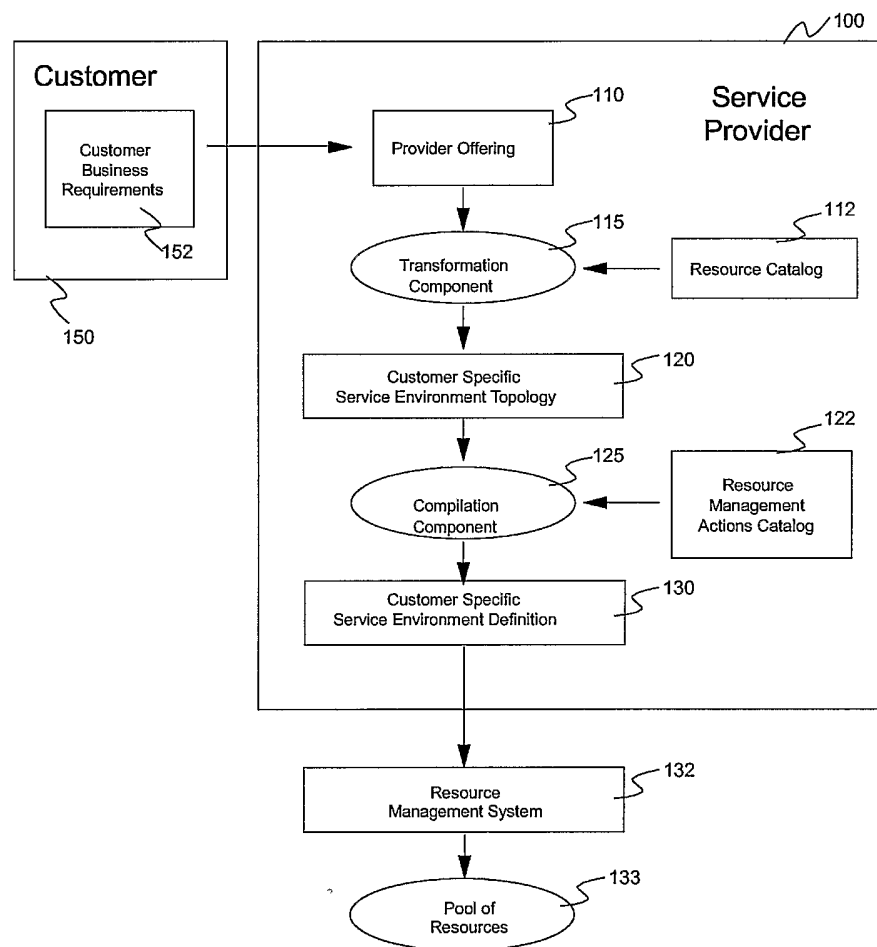 100
Customer
Service
Provider
110
Customer
Business
Requirements
152
Provider Offering
115
112
Transformation
Component
Resource Catalog
150
120
Customer Specific
Service Environment Topology
122
125
Compilation
Component
Resource
Management
Actions Catalog
130
Customer Specific
Service Environment Definition
132
Resource
Management System
133
Pool of
Resources